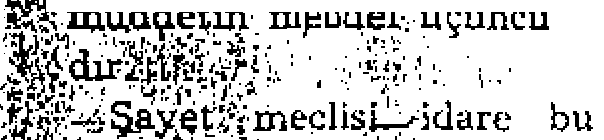 müddetin mebdei üçüncü
dır.
— Şayet meclisi idare bu